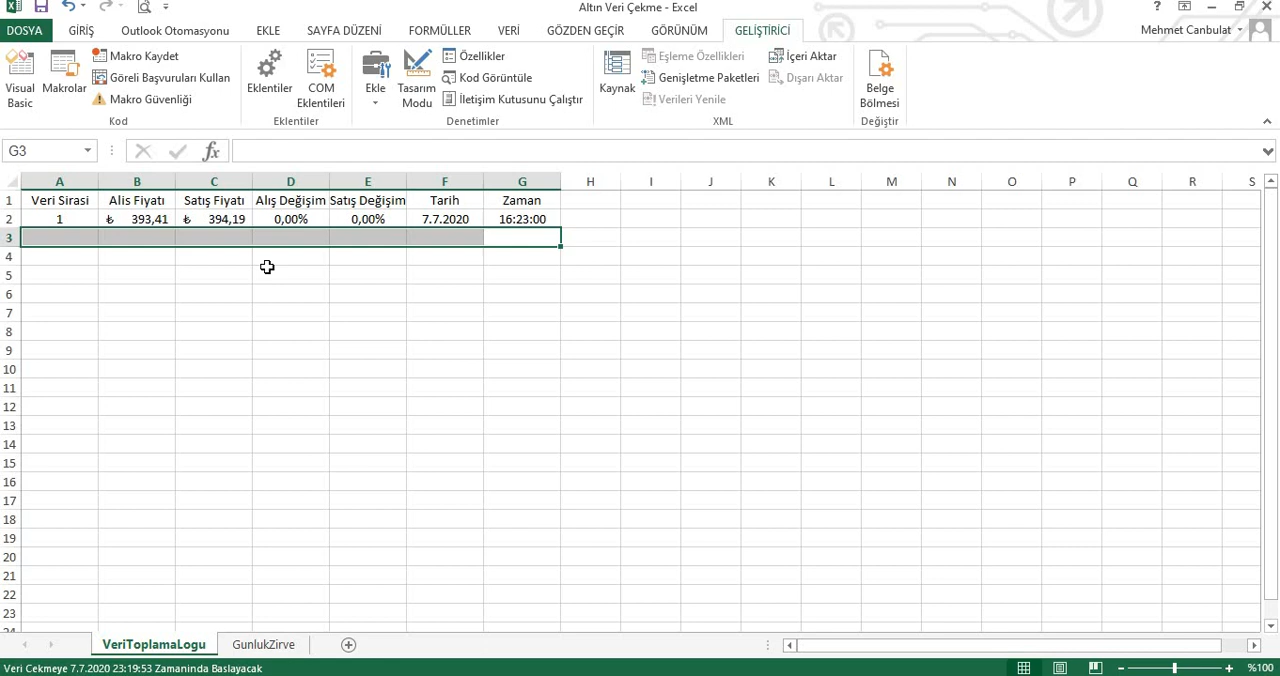 Altın Veri Çekme - Excel
?
DOSYA GİRİŞ Outlook Otomasyonu EKLE SAYFA DÜZENİ FORMÜLLER VERİ GÖZDEN GEÇİR GÖRÜNÜM GELİŞTİRİCİ Mehmet Canbulat
Visual Basic
Makrolar
Makro Kaydet
Göreli Başvuruları Kullan
Makro Güvenliği
Kod
Eklentiler
COM Eklentileri
Eklentiler
Ekle
Tasarım Modu
Özellikler
Kod Görüntüle
İletişim Kutusunu Çalıştır
Denetimler
Kaynak
Eşleme Özellikleri
Genişletme Paketleri
Verileri Yenile
İçeri Aktar
Dışarı Aktar
XML
Belge Bölmesi
Değiştir
G3 fx
A B C D E F G H I J K L M N O P Q R S
1 Veri Sirasi Alis Fiyatı Satış Fiyatı Alış Değişim Satış Değişim Tarih Zaman
2 1 ₺ 393,41 ₺ 394,19 0,00% 0,00% 7.7.2020 16:23:00
3
4
5
6
7
8
9
10
11
12
13
14
15
16
17
18
19
20
21
22
23
24
VeriToplamaLogu GunlukZirve
Veri Cekmeye 7.7.2020 23:19:53 Zamaninda Baslayacak %100